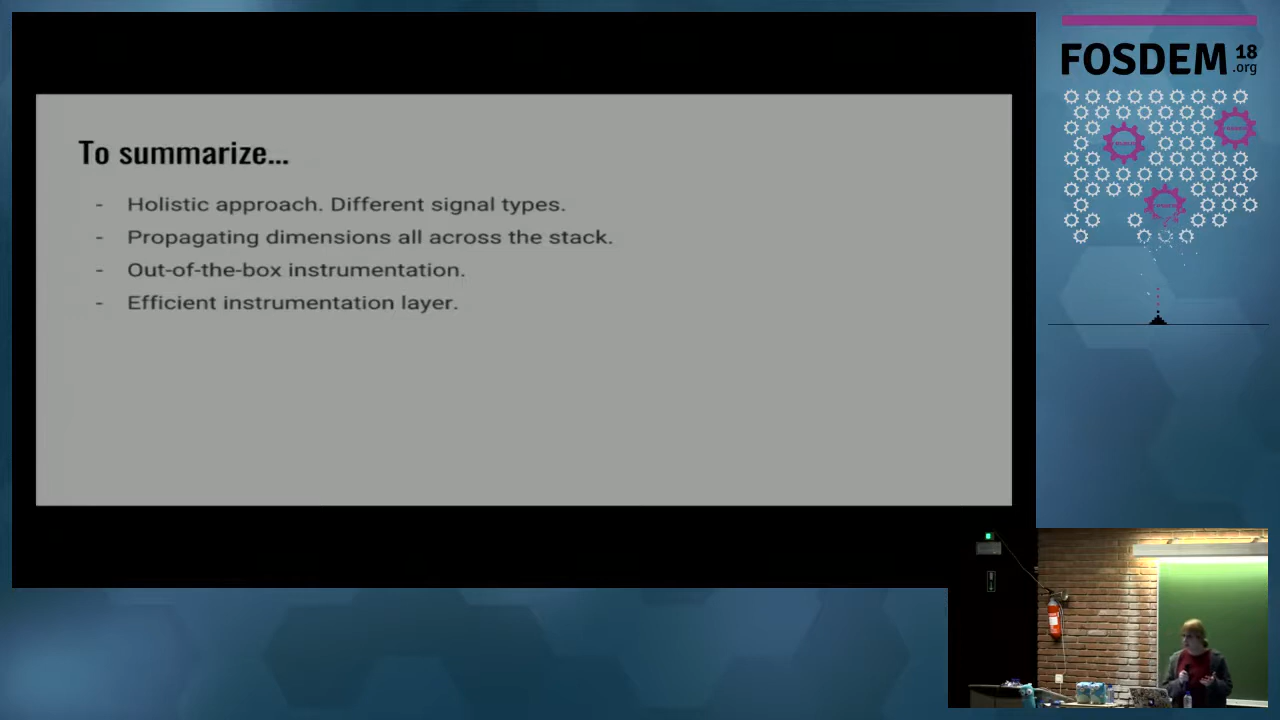 To summarize...
- Holistic approach. Different signal types.
- Propagating dimensions all across the stack.
- Out-of-the-box instrumentation.
- Efficient instrumentation layer.
FOSDEM 18
.org